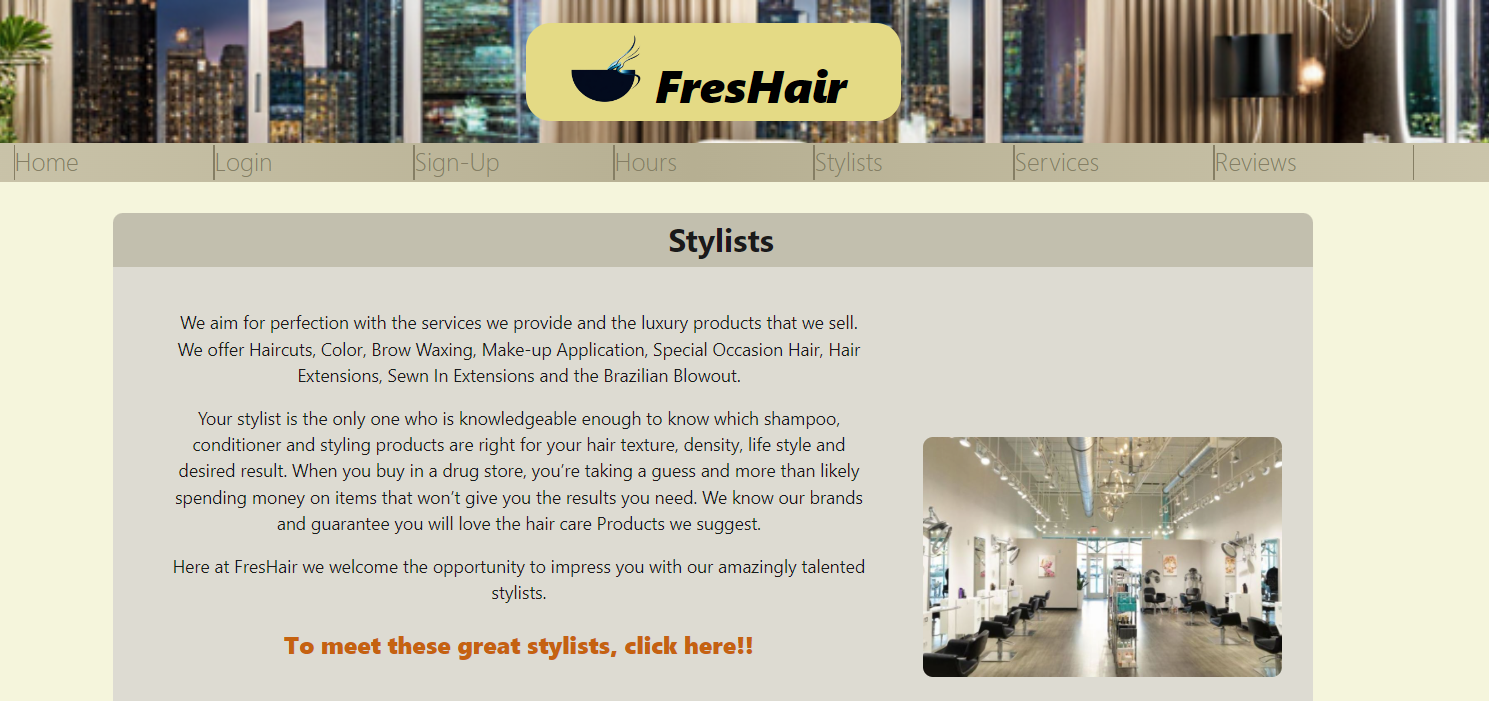 FresHair
Home Login Sign-Up Hours Stylists Services Reviews
Stylists
We aim for perfection with the services we provide and the luxury products that we sell.
We offer Haircuts, Color, Brow Waxing, Make-up Application, Special Occasion Hair, Hair
Extensions, Sewn In Extensions and the Brazilian Blowout.
Your stylist is the only one who is knowledgeable enough to know which shampoo,
conditioner and styling products are right for your hair texture, density, life style and
desired result. When you buy in a drug store, you’re taking a guess and more than likely
spending money on items that won’t give you the results you need. We know our brands
and guarantee you will love the hair care Products we suggest.
Here at FresHair we welcome the opportunity to impress you with our amazingly talented
stylists.
To meet these great stylists, click here!!